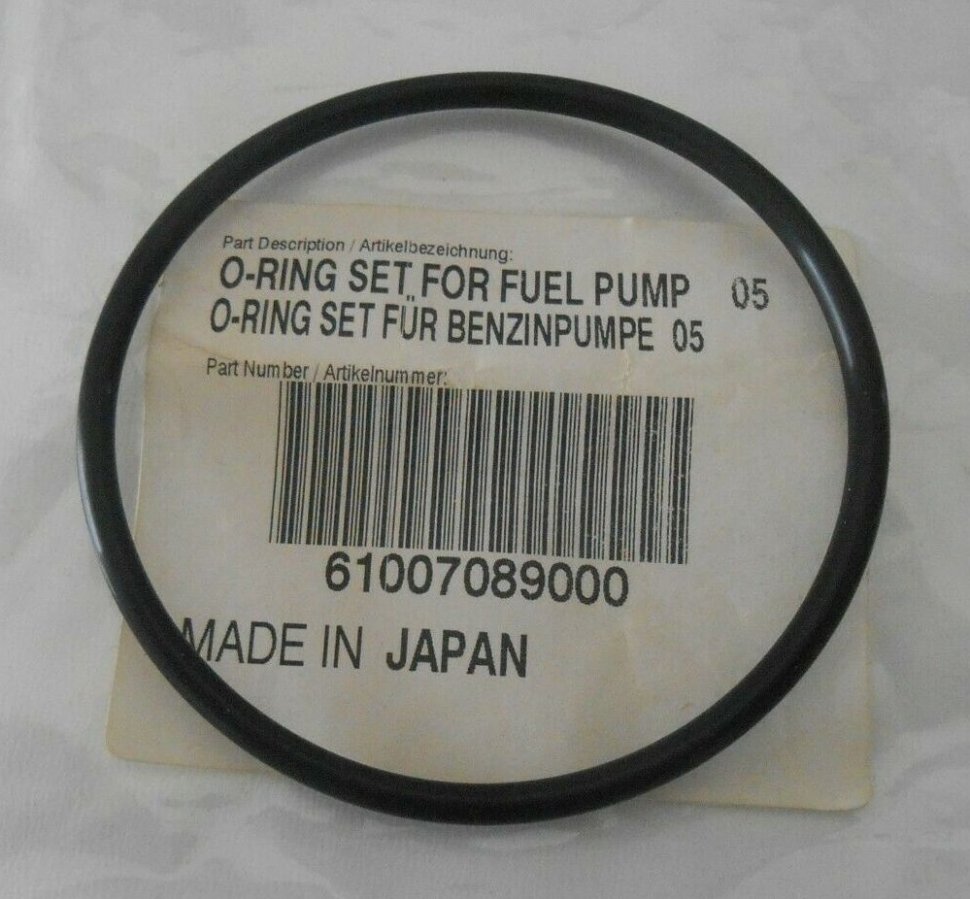 Part Description / Artikelbezeichnung:
O-RING SET FOR FUEL PUMP 05
O-RING SET FÜR BENZINPUMPE 05
Part Number / Artikelnummer:
61007089000
MADE IN JAPAN